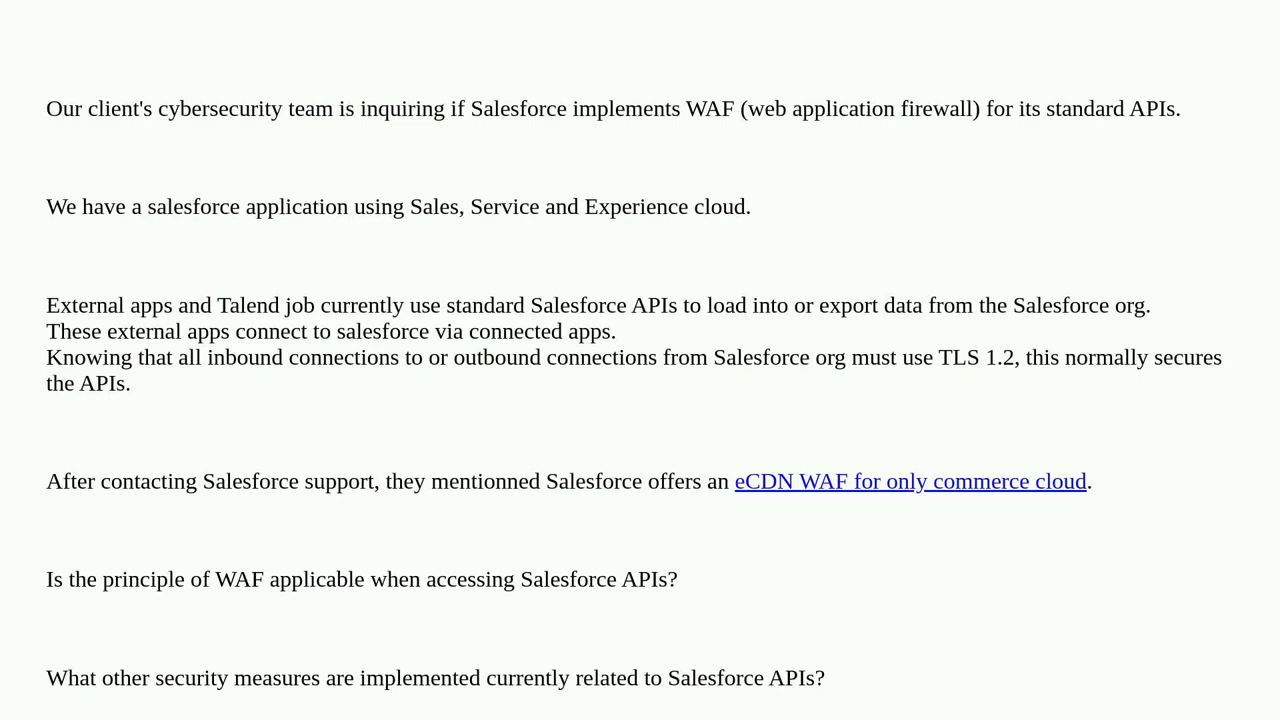 Our client's cybersecurity team is inquiring if Salesforce implements WAF (web application firewall) for its standard APIs.
We have a salesforce application using Sales, Service and Experience cloud.
External apps and Talend job currently use standard Salesforce APIs to load into or export data from the Salesforce org.
These external apps connect to salesforce via connected apps.
Knowing that all inbound connections to or outbound connections from Salesforce org must use TLS 1.2, this normally secures
the APIs.
After contacting Salesforce support, they mentionned Salesforce offers an eCDN WAF for only commerce cloud.
Is the principle of WAF applicable when accessing Salesforce APIs?
What other security measures are implemented currently related to Salesforce APIs?